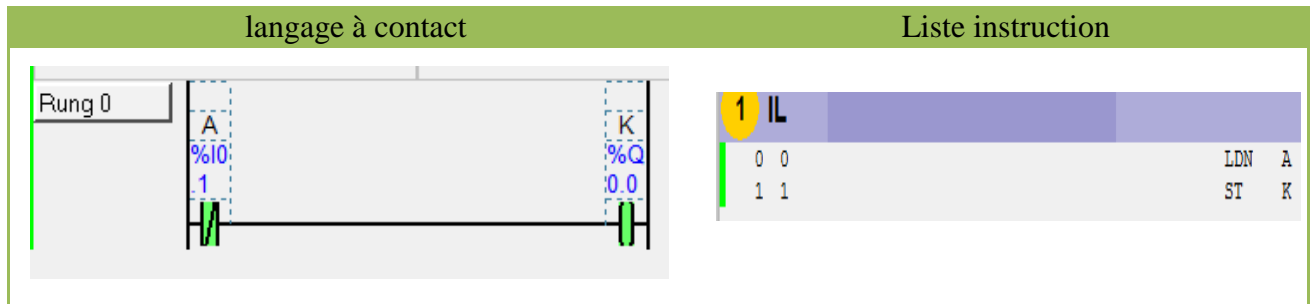 langage à contact
Liste instruction
Rung 0
A
%I0
.1
K
%Q
0.0
1 IL
0 0 LDN A
1 1 ST K